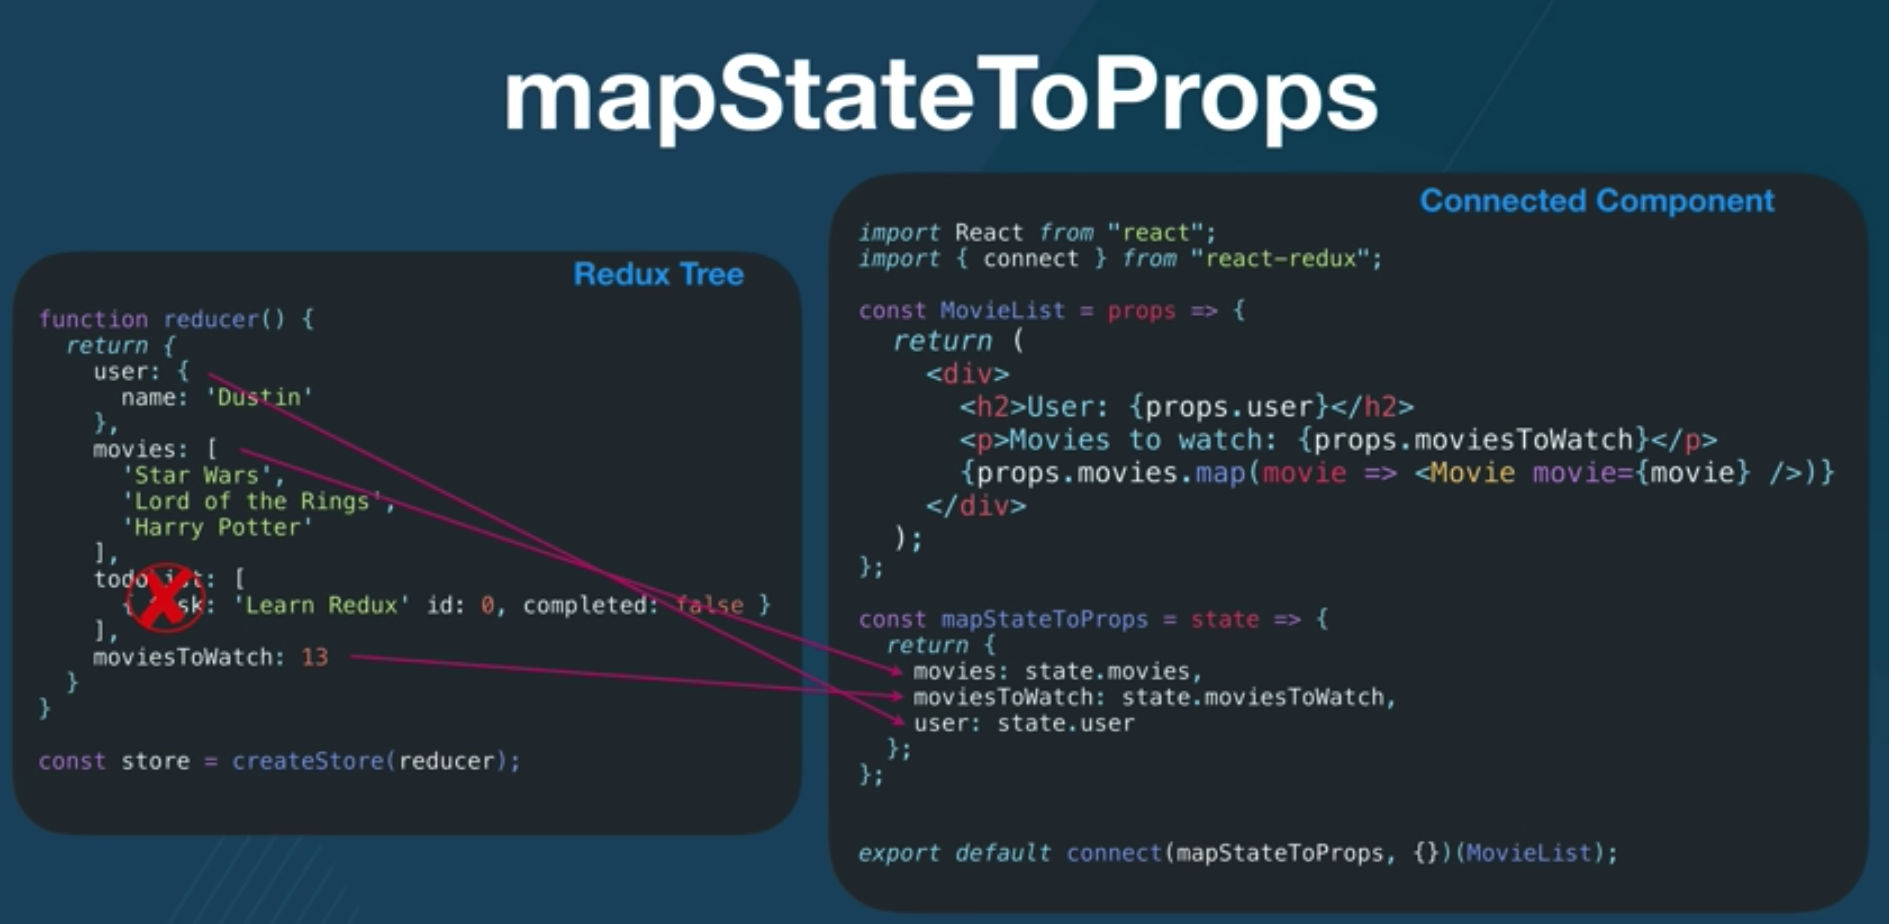 mapStateToProps
Redux Tree
function reducer() {
  return {
    user: {
      name: 'Dustin'
    },
    movies: [
      'Star Wars',
      'Lord of the Rings',
      'Harry Potter'
    ],
    : [
      { : 'Learn Redux' id: 0, completed: false }
    ],
    moviesToWatch: 13
  }
}
const store = createStore(reducer);
Connected Component
import React from "react";
import { connect } from "react-redux";
const MovieList = props => {
  return (
    <div>
      <h2>User: {props.user}</h2>
      <p>Movies to watch: {props.moviesToWatch}</p>
      {props.movies.map(movie => <Movie movie={movie} />)}
    </div>
  );
};
const mapStateToProps = state => {
  return {
    movies: state.movies,
    moviesToWatch: state.moviesToWatch,
    user: state.user
  };
};
export default connect(mapStateToProps, {})(MovieList);